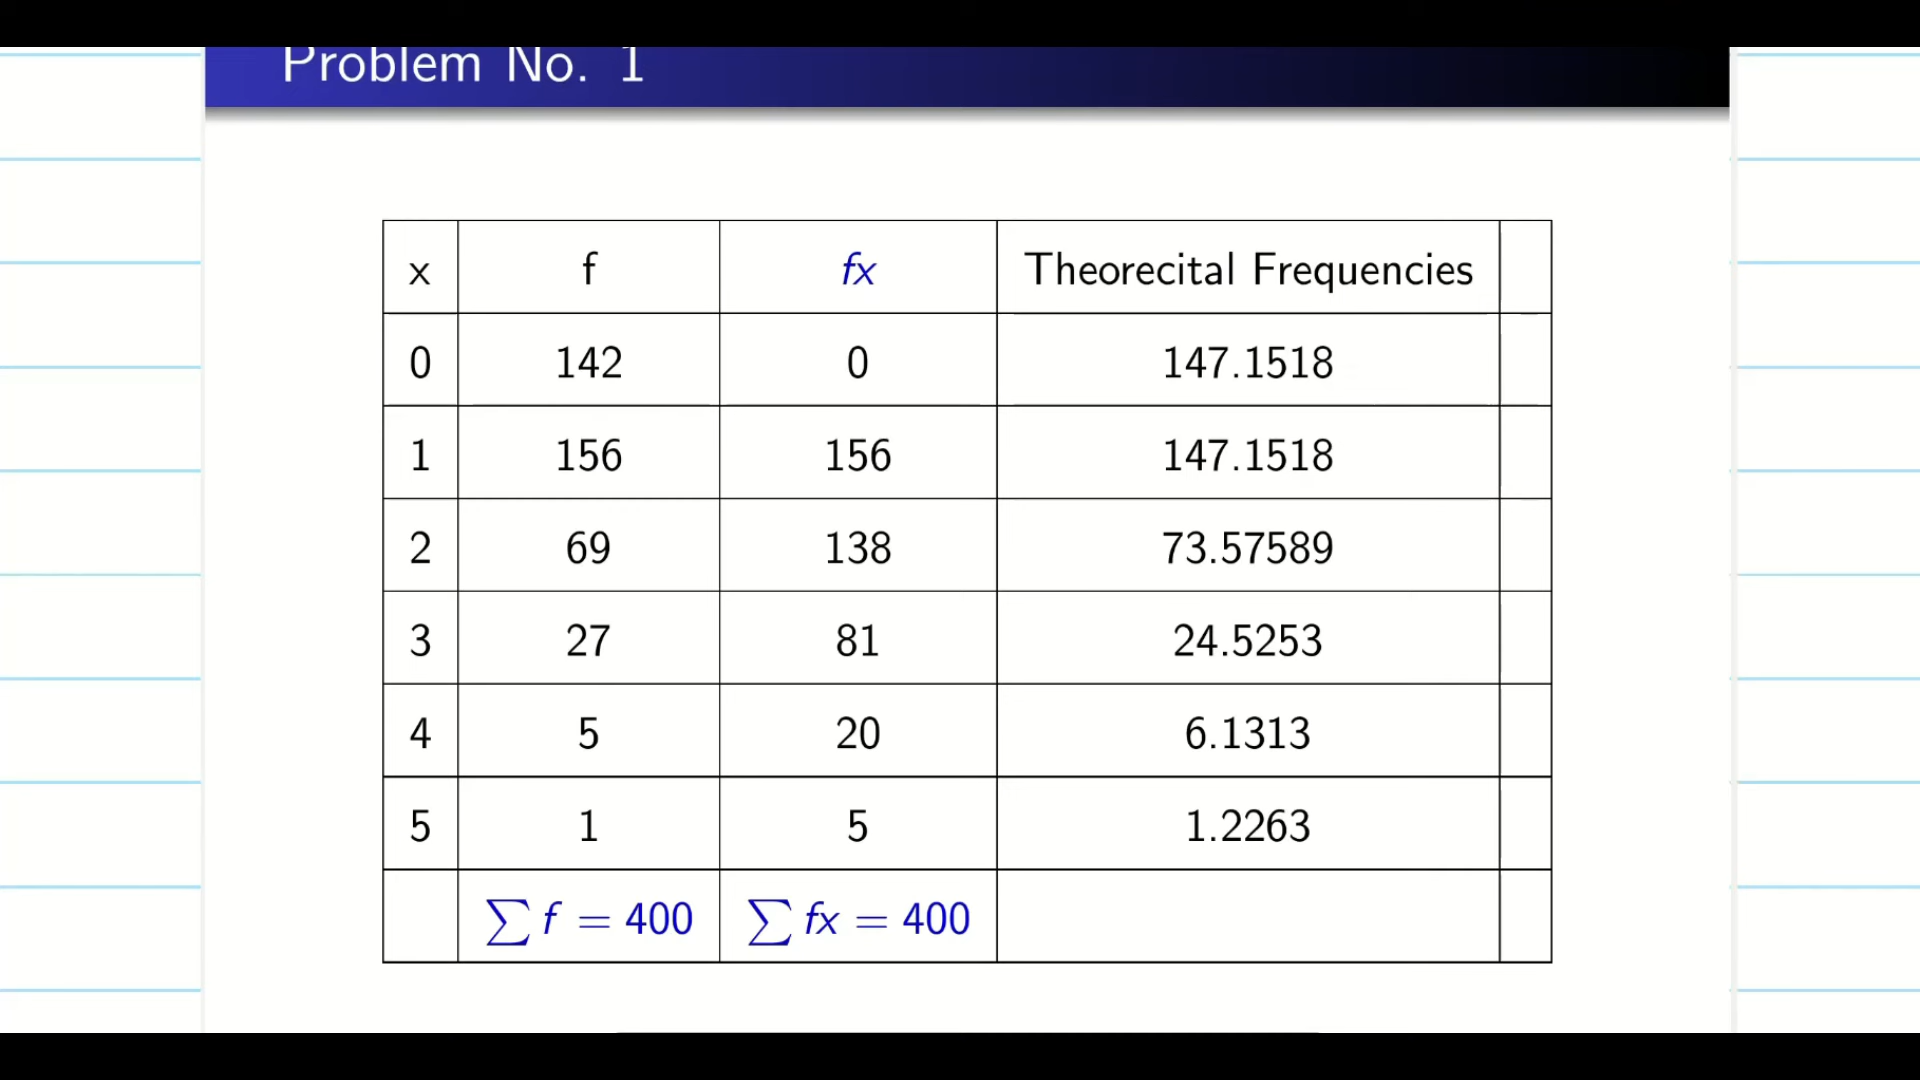 Problem No. 1
x f fx Theorecital Frequencies
0 142 0 147.1518
1 156 156 147.1518
2 69 138 73.57589
3 27 81 24.5253
4 5 20 6.1313
5 1 5 1.2263
∑ f = 400 ∑ fx = 400